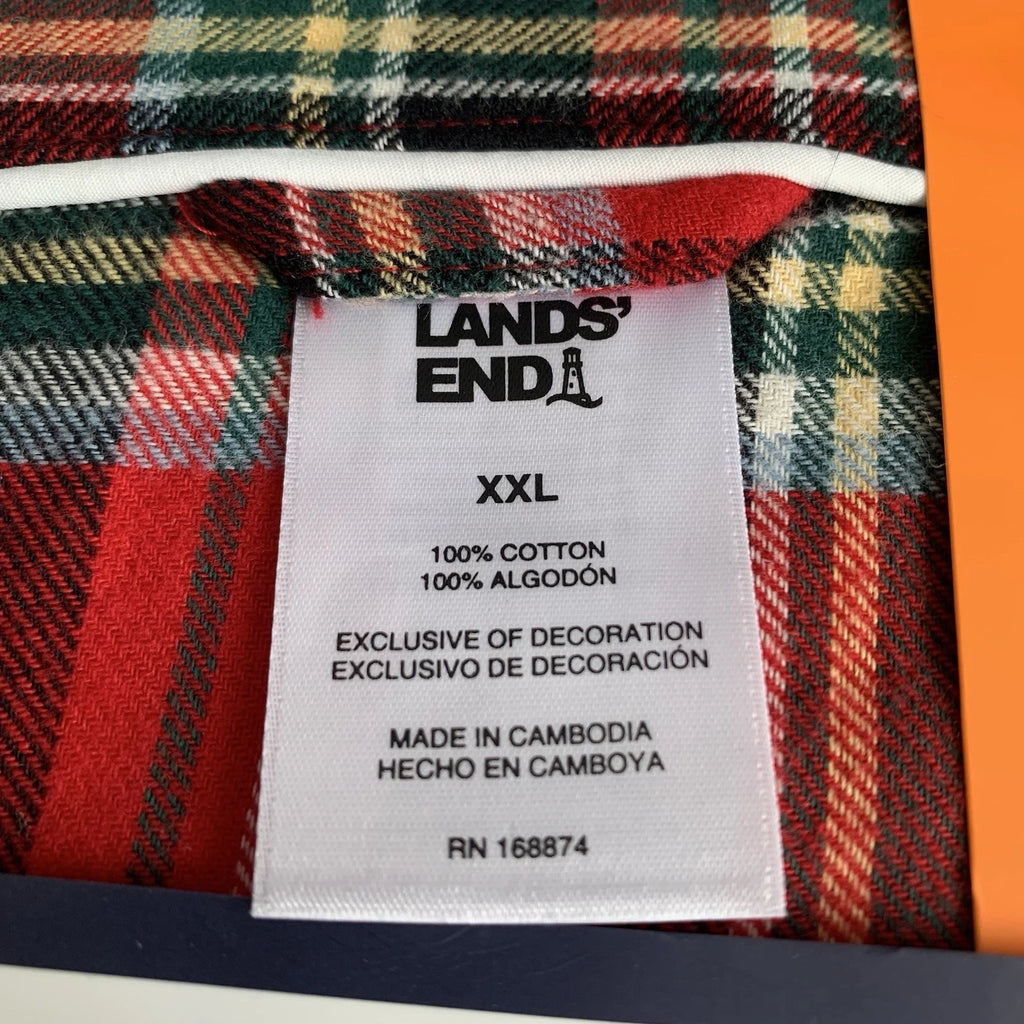 LANDS'
END
XXL
100% COTTON
100% ALGODÓN
EXCLUSIVE OF DECORATION
EXCLUSIVO DE DECORACIÓN
MADE IN CAMBODIA
HECHO EN CAMBOYA
RN 168874